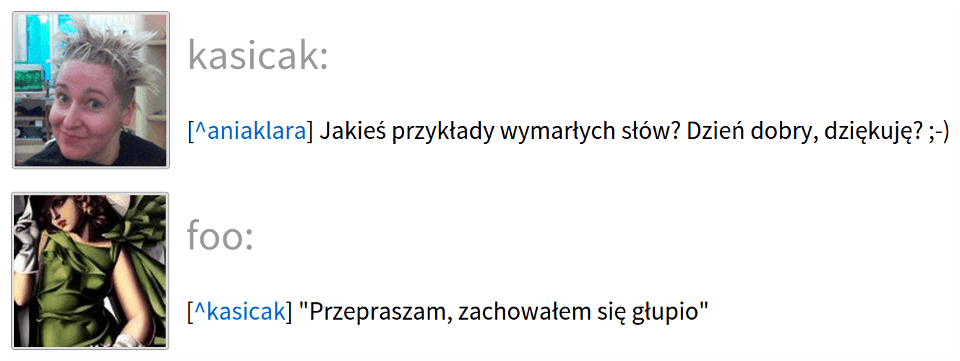 kasicak:
[^aniaklara] Jakieś przykłady wymarłych słów? Dzień dobry, dziękuję? ;-)
foo:
[^kasicak] "Przepraszam, zachowałem się głupio"